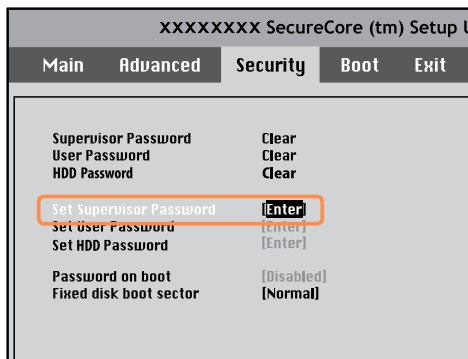 XXXXXXXX SecureCore (tm) Setup
Main Advanced Security Boot Exit
Supervisor Password Clear
User Password Clear
HDD Password Clear
Set Supervisor Password [Enter]
Set User Password [Enter]
Set HDD Password [Enter]
Password on boot [Disabled]
Fixed disk boot sector [Normal]